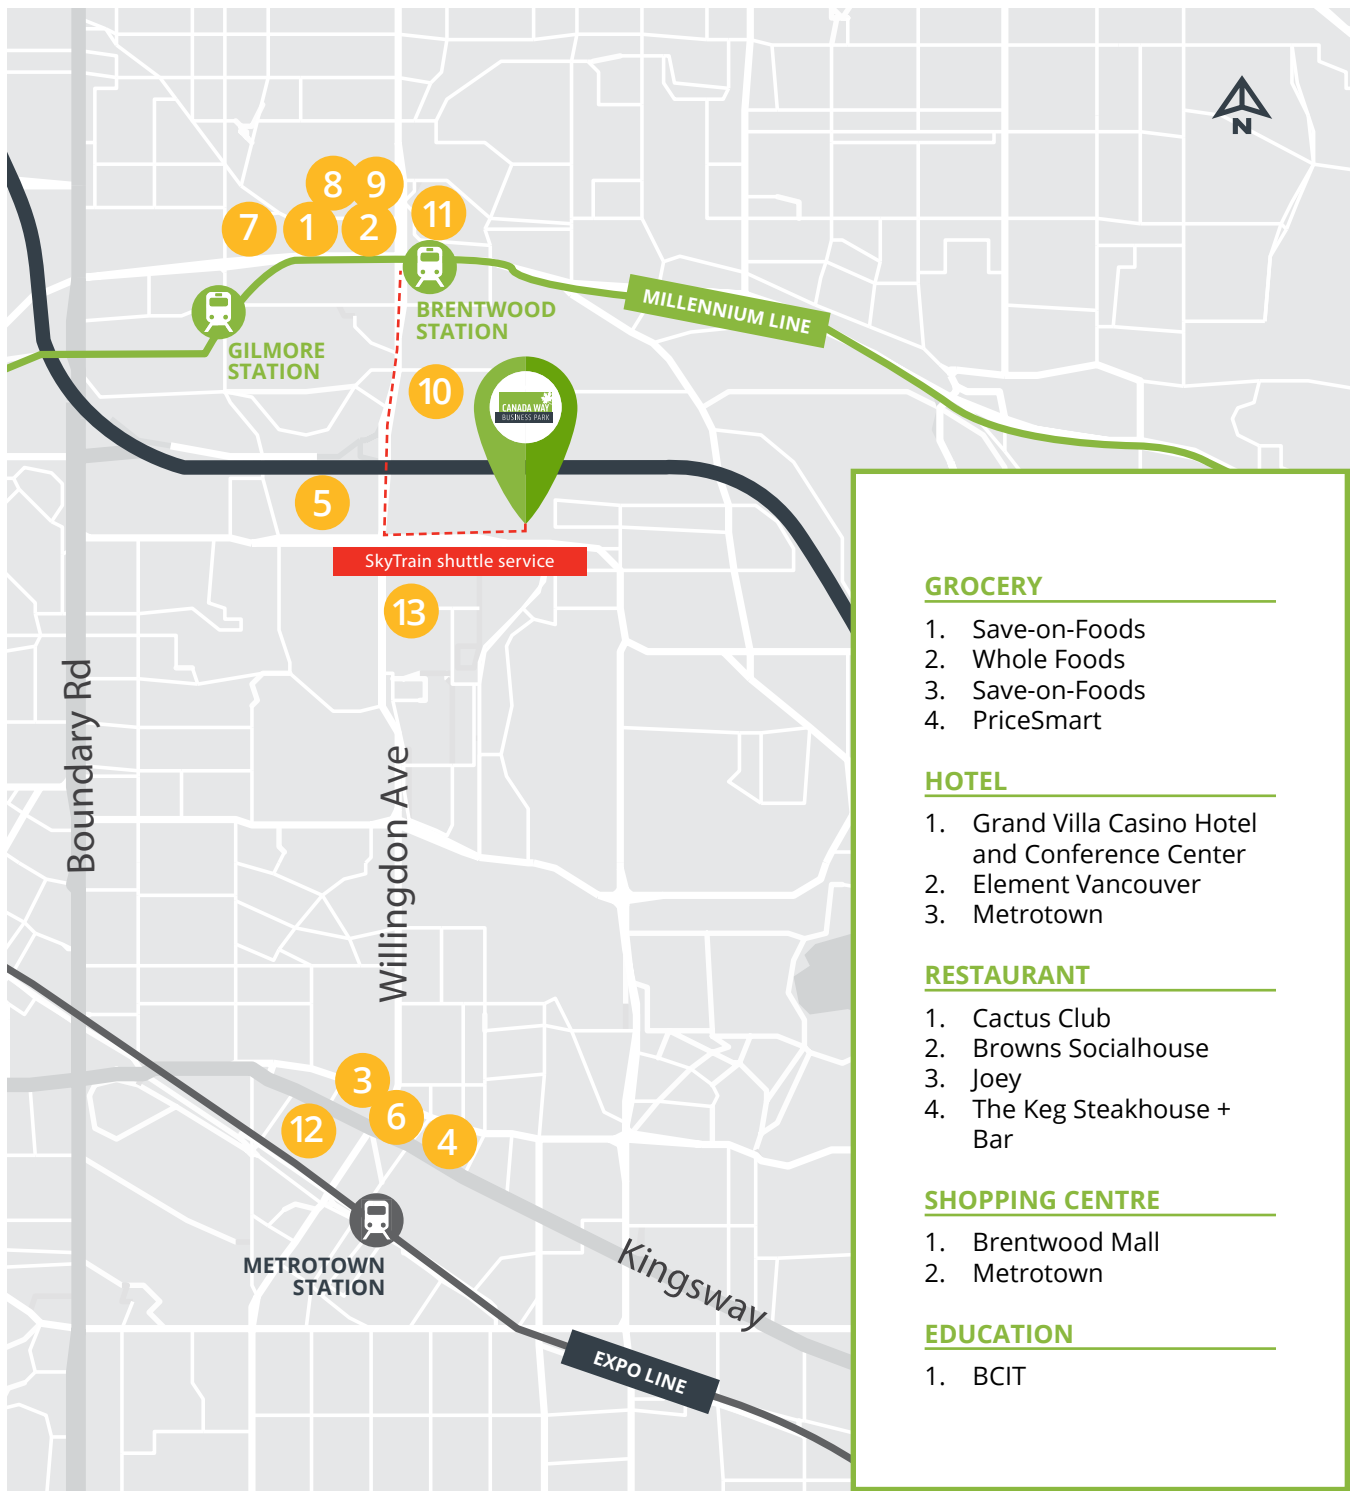 N
8
9
7
1
2
11
BRENTWOOD
STATION
MILLENNIUM LINE
GILMORE
STATION
10
CANADA WAY
BUSINESS PARK
5
SkyTrain shuttle service
13
Boundary Rd
Willingdon Ave
3
6
12
4
METROTOWN
STATION
Kingsway
EXPO LINE
GROCERY
1. Save-on-Foods
2. Whole Foods
3. Save-on-Foods
4. PriceSmart
HOTEL
1. Grand Villa Casino Hotel
and Conference Center
2. Element Vancouver
3. Metrotown
RESTAURANT
1. Cactus Club
2. Browns Socialhouse
3. Joey
4. The Keg Steakhouse +
Bar
SHOPPING CENTRE
1. Brentwood Mall
2. Metrotown
EDUCATION
1. BCIT